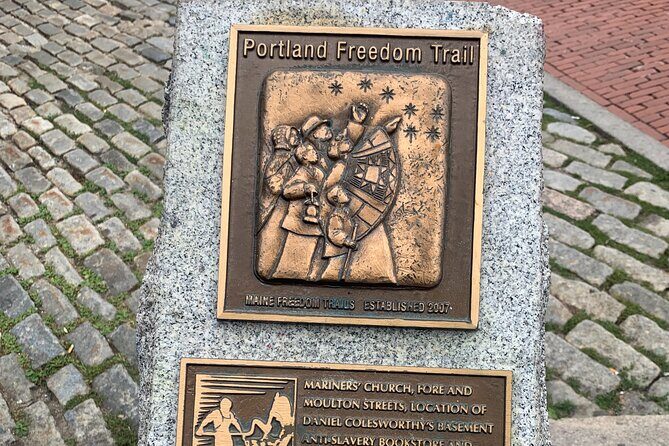 Portland Freedom Trail
MAINE FREEDOM TRAILS ESTABLISHED 2007
MARINERS' CHURCH, FORE AND
MOULTON STREETS, LOCATION OF
DANIEL COLESWORTHY'S BASEMENT
ANTI-SLAVERY BOOKSTORE AND